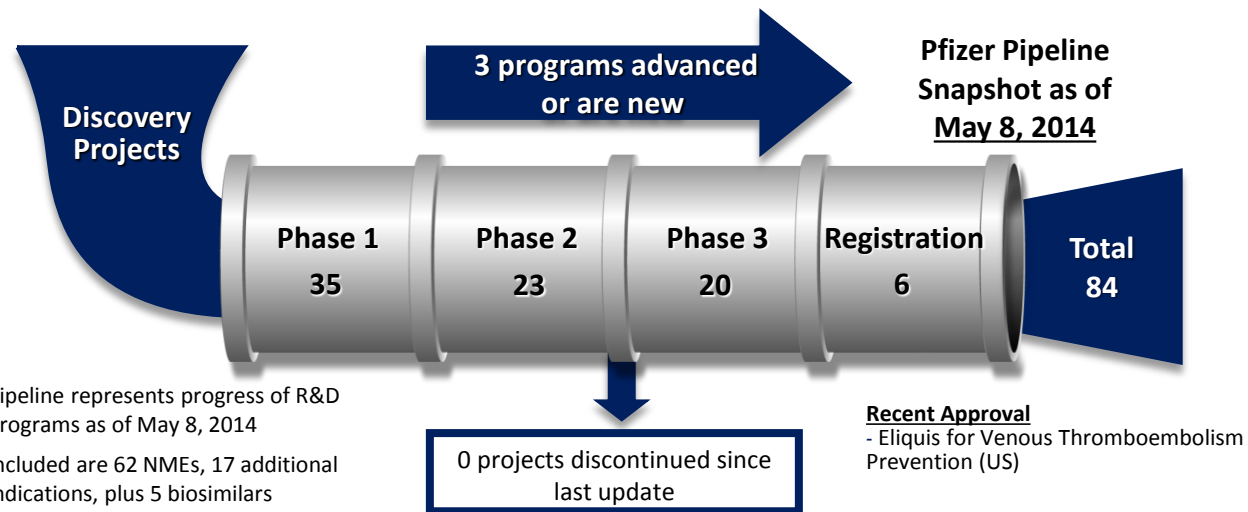 Discovery
Projects
3 programs advanced
or are new
Pfizer Pipeline
Snapshot as of
May 8, 2014
Phase 1
35
Phase 2
23
Phase 3
20
Registration
6
Total
84
ipeline represents progress of R&D
rograms as of May 8, 2014
ncluded are 62 NMEs, 17 additional
ndications, plus 5 biosimilars
0 projects discontinued since
last update
Recent Approval
- Eliquis for Venous Thromboembolism
Prevention (US)